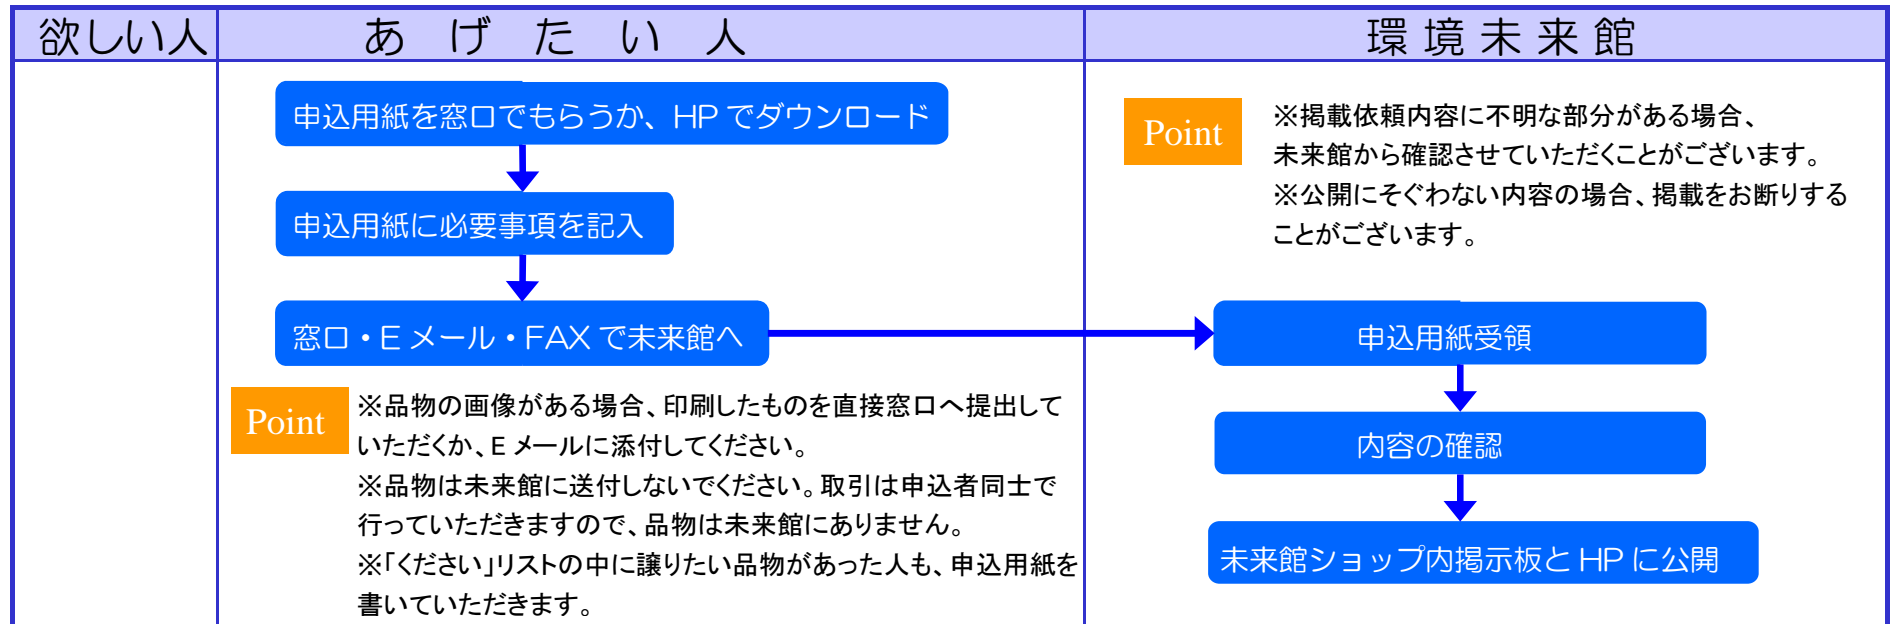 欲しい人
あげたい人
環境未来館
申込用紙を窓口でもらうか、HPでダウンロード
申込用紙に必要事項を記入
窓口・Eメール・FAXで未来館へ
Point
※品物の画像がある場合、印刷したものを直接窓口へ提出して
いただくか、Eメールに添付してください。
※品物は未来館に送付しないでください。取引は申込者同士で
行っていただきますので、品物は未来館にありません。
※「ください」リストの中に譲りたい品物があった人も、申込用紙を
書いていただきます。
Point
※掲載依頼内容に不明な部分がある場合、
未来館から確認させていただくことがございます。
※公開にそぐわない内容の場合、掲載をお断りする
ことがございます。
申込用紙受領
内容の確認
未来館ショップ内掲示板とHPに公開